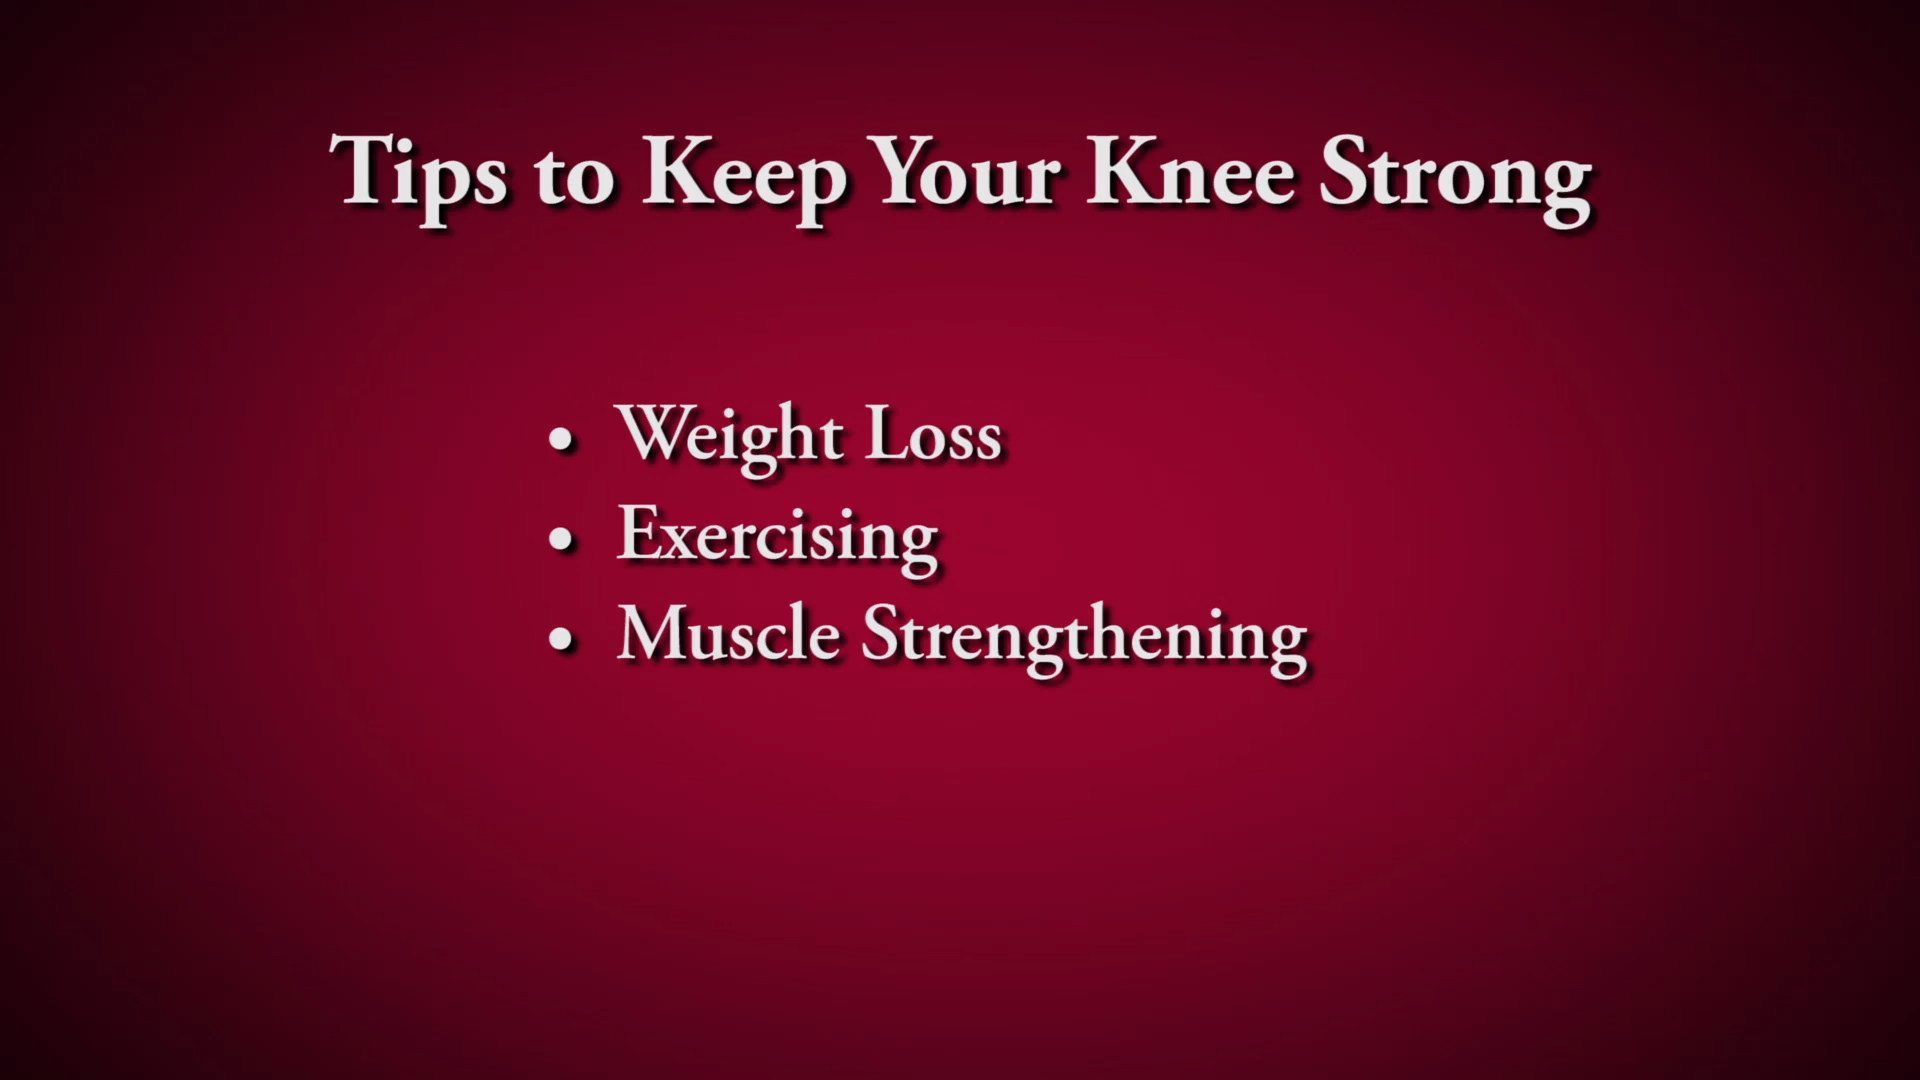 Tips to Keep Your Knee Strong
• Weight Loss
• Exercising
• Muscle Strengthening